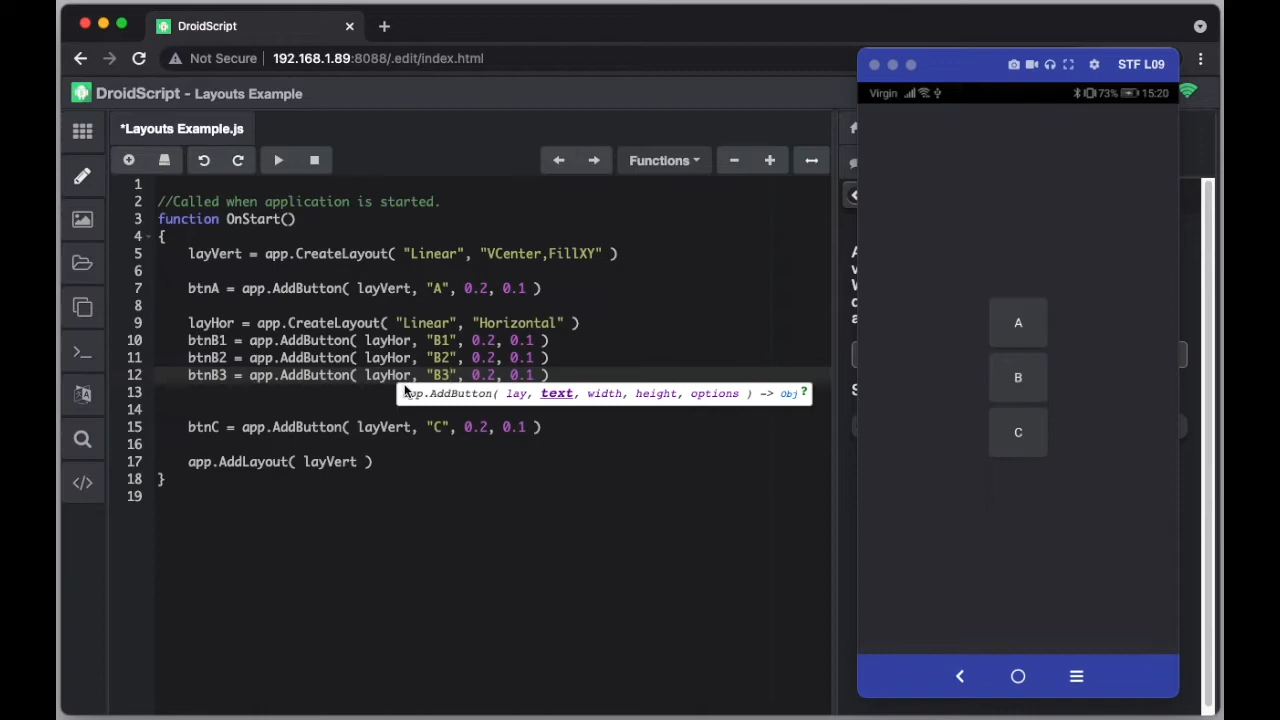 DroidScript
Not Secure 192.168.1.89:8088/.edit/index.html
STF L09
DroidScript - Layouts Example
Virgin 73% 15:20
*Layouts Example.js
Functions
1
2 //Called when application is started.
3 function OnStart()
4 {
5 layVert = app.CreateLayout( "Linear", "VCenter,FillXY" )
6
7 btnA = app.AddButton( layVert, "A", 0.2, 0.1 )
8
9 layHor = app.CreateLayout( "Linear", "Horizontal" )
10 btnB1 = app.AddButton( layHor, "B1", 0.2, 0.1 )
11 btnB2 = app.AddButton( layHor, "B2", 0.2, 0.1 )
12 btnB3 = app.AddButton( layHor, "B3", 0.2, 0.1 )
13 app.AddButton( lay, text, width, height, options ) -> obj ?
14
15 btnC = app.AddButton( layVert, "C", 0.2, 0.1 )
16
17 app.AddLayout( layVert )
18 }
19
A
B
C